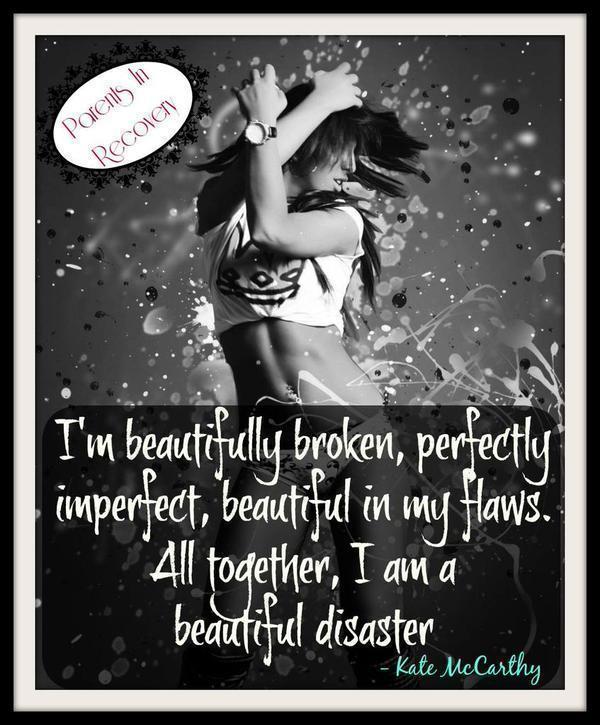 Parents In
Recovery
I'm beautifully broken, perfectly
imperfect, beautiful in my flaws.
All together, I am a
beautiful disaster
- Kate McCarthy